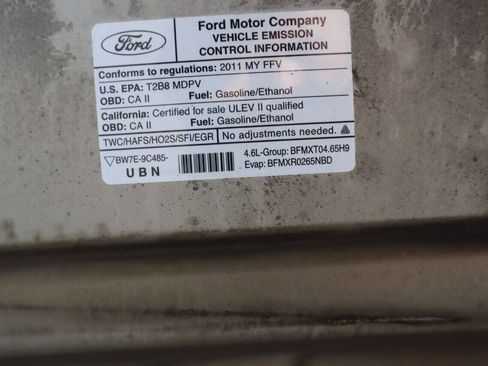 Ford
Ford Motor Company
VEHICLE EMISSION
CONTROL INFORMATION
Conforms to regulations: 2011 MY FFV
U.S. EPA: T2B8 MDPV
OBD: CA II Fuel: Gasoline/Ethanol
California: Certified for sale ULEV II qualified
OBD: CA II Fuel: Gasoline/Ethanol
TWC/HAFS/HO2S/SFI/EGR No adjustments needed.
BW7E-9C485- 4.6L-Group: BFMXT04.65H9
UBN Evap: BFMXR0265NBD